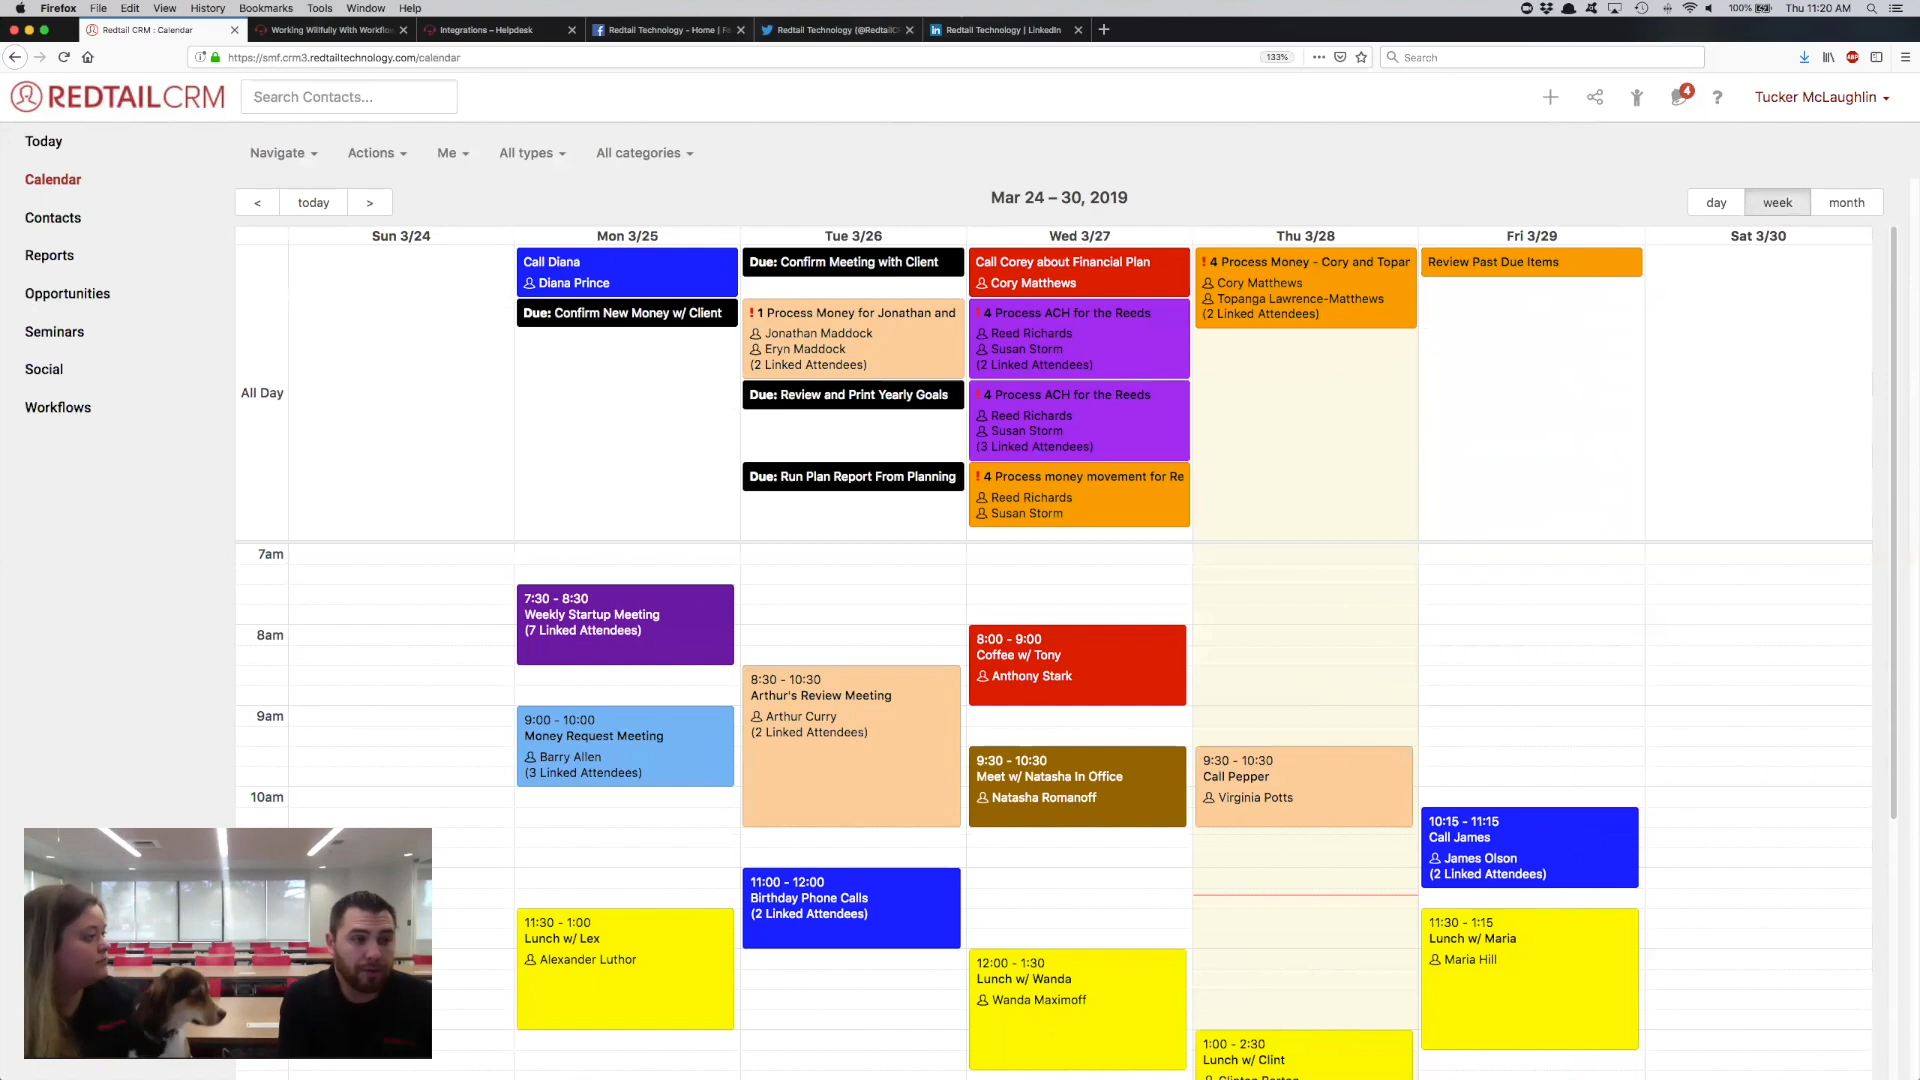 Firefox File Edit View History Bookmarks Tools Window Help
100% Thu 11:20 AM
Redtail CRM : Calendar
Working Willfully With Workflow
Integrations – Helpdesk
Redtail Technology - Home | Fa
Redtail Technology (@RedtailC
Redtail Technology | LinkedIn
https://smf.crm3.redtailtechnology.com/calendar
133%
Search
REDTAILCRM
Search Contacts...
4
?
Tucker McLaughlin
Today
Calendar
Contacts
Reports
Opportunities
Seminars
Social
Workflows
Navigate
Actions
Me
All types
All categories
< today >
Mar 24 – 30, 2019
day week month
Sun 3/24
Mon 3/25
Tue 3/26
Wed 3/27
Thu 3/28
Fri 3/29
Sat 3/30
All Day
Call Diana
Diana Prince
Due: Confirm New Money w/ Client
Due: Confirm Meeting with Client
! 1 Process Money for Jonathan and
Jonathan Maddock
Eryn Maddock
(2 Linked Attendees)
Due: Review and Print Yearly Goals
Due: Run Plan Report From Planning
Call Corey about Financial Plan
Cory Matthews
! 4 Process ACH for the Reeds
Reed Richards
Susan Storm
(2 Linked Attendees)
! 4 Process ACH for the Reeds
Reed Richards
Susan Storm
(3 Linked Attendees)
! 4 Process money movement for Re
Reed Richards
Susan Storm
! 4 Process Money - Cory and Topar
Cory Matthews
Topanga Lawrence-Matthews
(2 Linked Attendees)
Review Past Due Items
7am
8am
9am
10am
7:30 - 8:30
Weekly Startup Meeting
(7 Linked Attendees)
9:00 - 10:00
Money Request Meeting
Barry Allen
(3 Linked Attendees)
11:30 - 1:00
Lunch w/ Lex
Alexander Luthor
8:30 - 10:30
Arthur's Review Meeting
Arthur Curry
(2 Linked Attendees)
11:00 - 12:00
Birthday Phone Calls
(2 Linked Attendees)
8:00 - 9:00
Coffee w/ Tony
Anthony Stark
9:30 - 10:30
Meet w/ Natasha In Office
Natasha Romanoff
12:00 - 1:30
Lunch w/ Wanda
Wanda Maximoff
9:30 - 10:30
Call Pepper
Virginia Potts
1:00 - 2:30
Lunch w/ Clint
10:15 - 11:15
Call James
James Olson
(2 Linked Attendees)
11:30 - 1:15
Lunch w/ Maria
Maria Hill